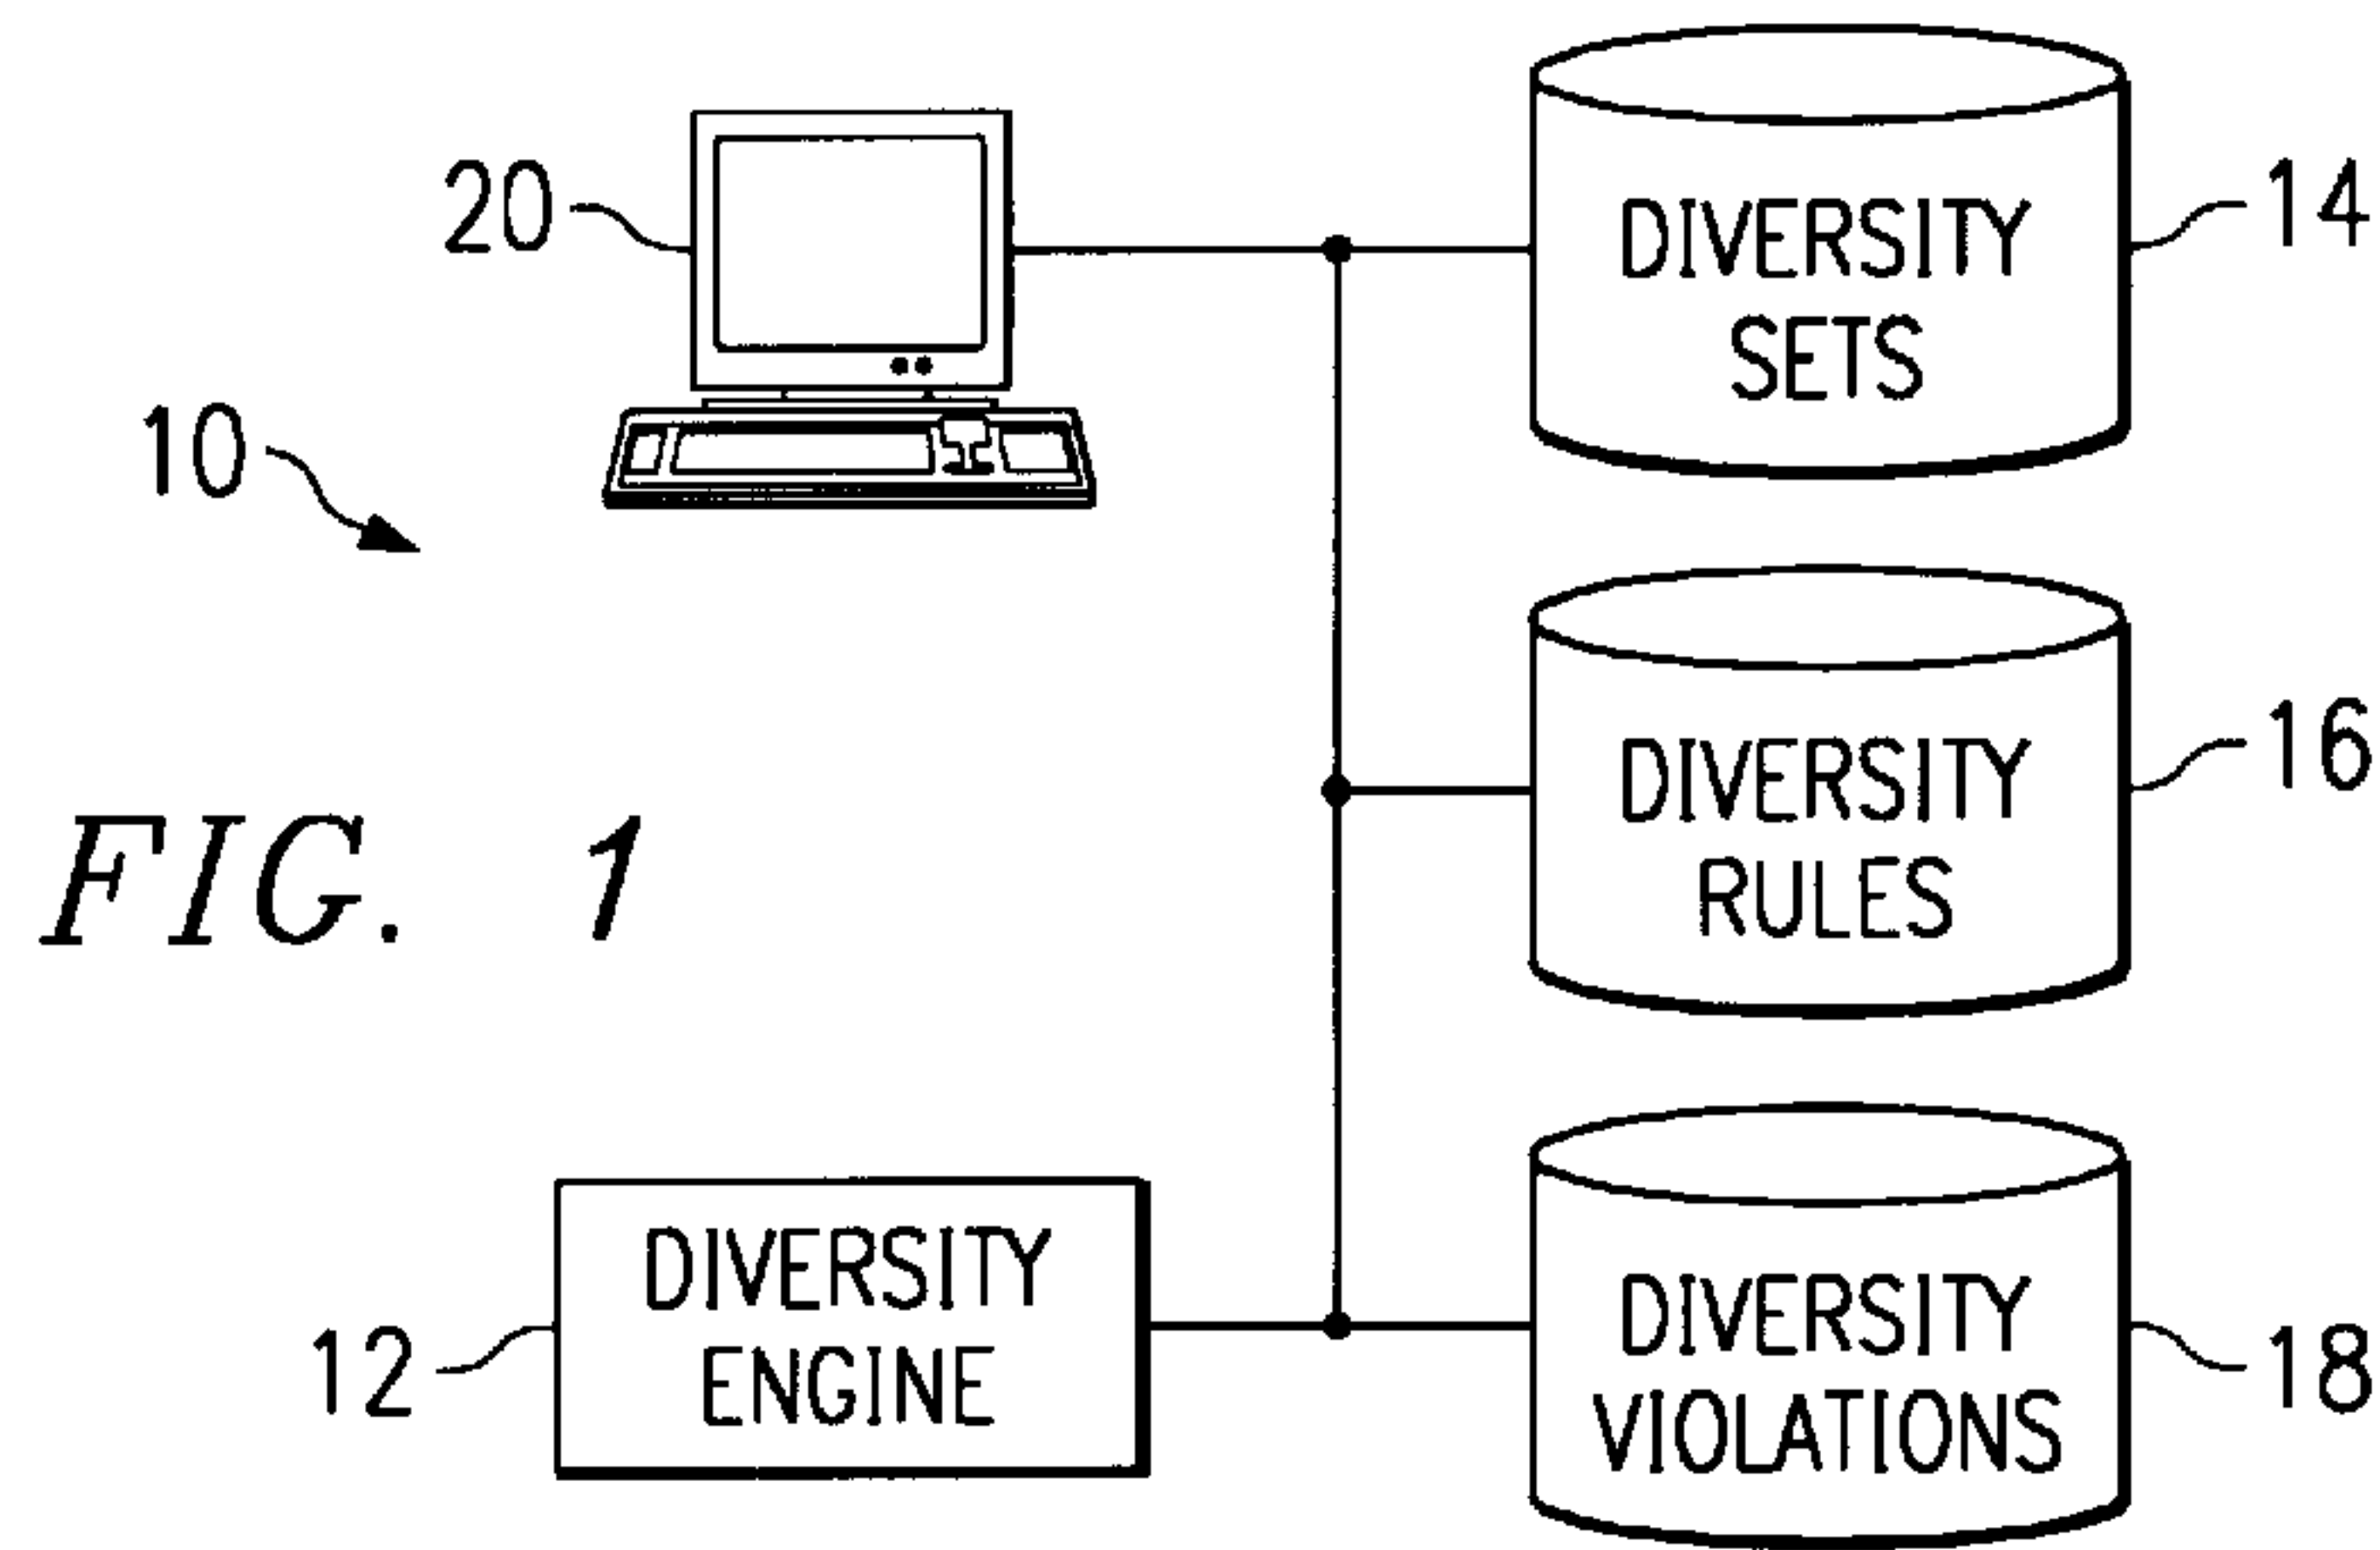 20
DIVERSITY
SETS
14
10
DIVERSITY
RULES
16
FIG. 1
DIVERSITY
ENGINE
12
DIVERSITY
VIOLATIONS
18